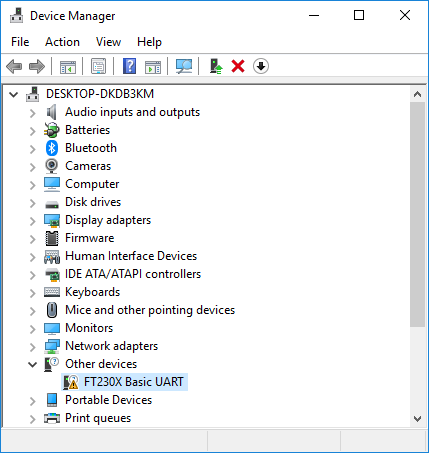 Device Manager
File Action View Help
DESKTOP-DKDB3KM
Audio inputs and outputs
Batteries
Bluetooth
Cameras
Computer
Disk drives
Display adapters
Firmware
Human Interface Devices
IDE ATA/ATAPI controllers
Keyboards
Mice and other pointing devices
Monitors
Network adapters
Other devices
FT230X Basic UART
Portable Devices
Print queues